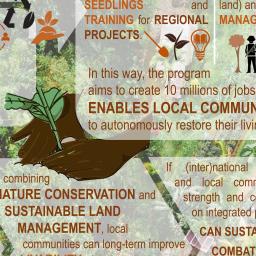 SEEDLINGS
TRAINING for REGIONAL
PROJECTS.
and land) an
MANAG
In this way, the program
aims to create 10 millions of jobs
ENABLES LOCAL COMMUN
to autonomously restore their livin
combining
NATURE CONSERVATION and
SUSTAINABLE LAND
MANAGEMENT, local
communities can long-term improve
If (inter)national
and local comm
strength and co
on integrated p
CAN SUSTA
COMBAT